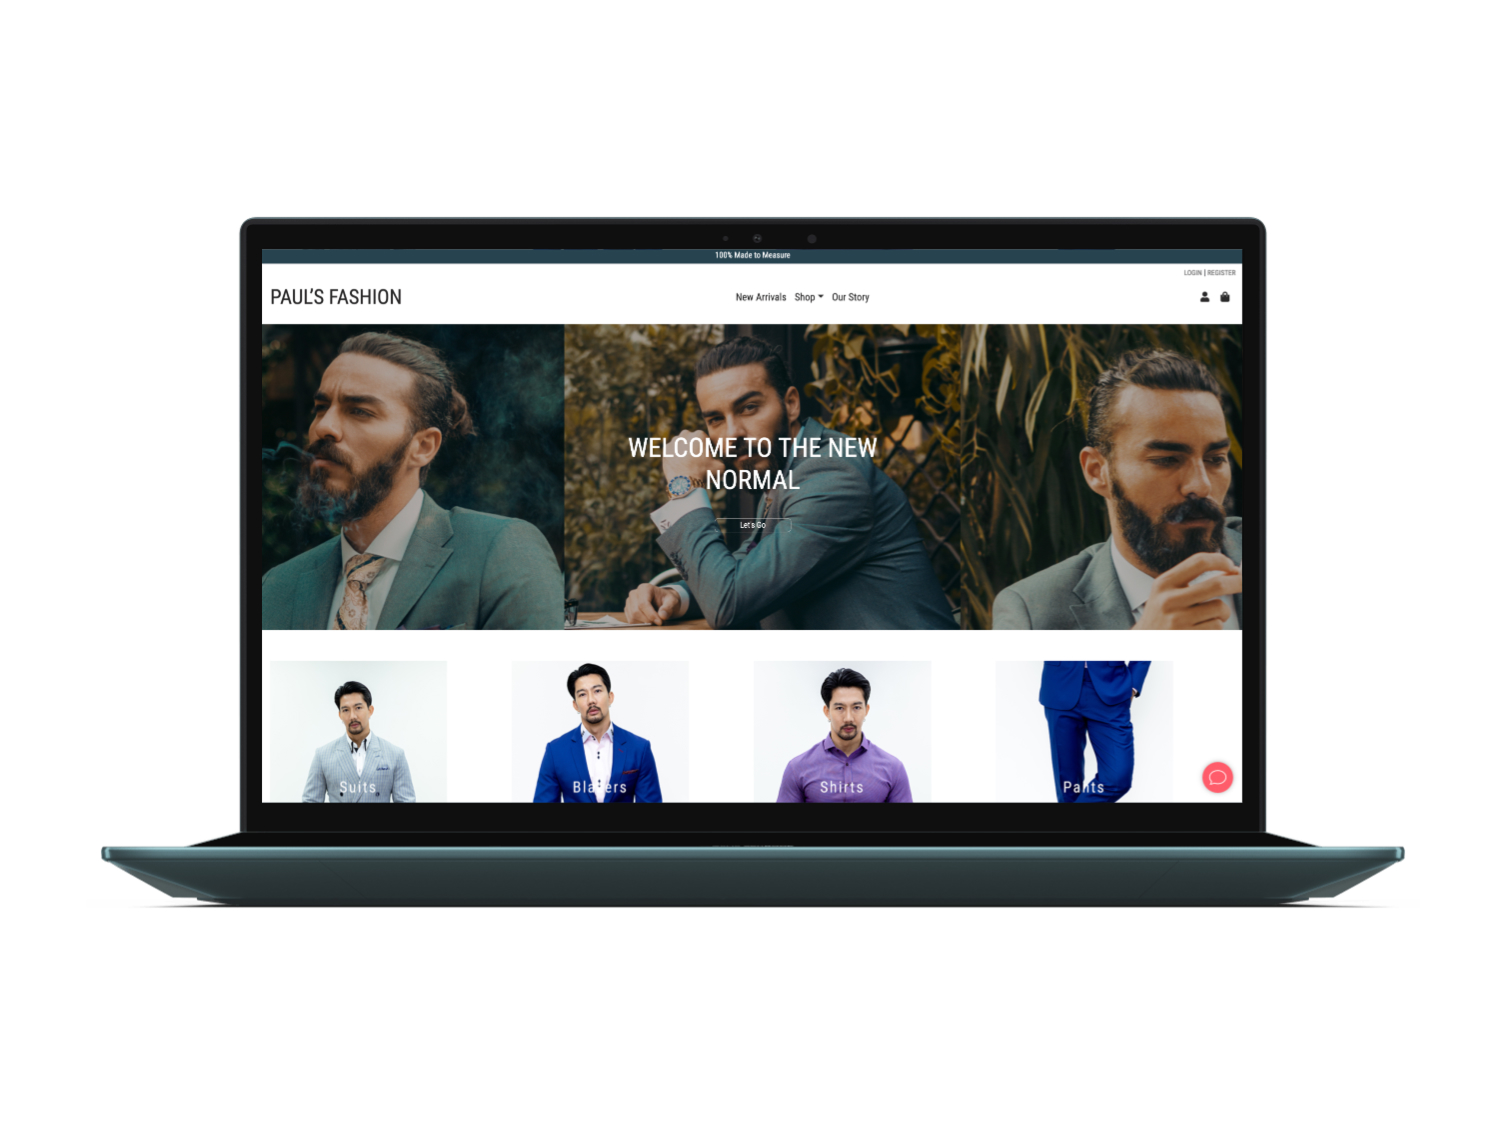 100% Made to Measure
LOGIN | REGISTER
PAUL'S FASHION
New Arrivals Shop Our Story
WELCOME TO THE NEW
NORMAL
Let's Go
Suits
Blazers
Shirts
Pants